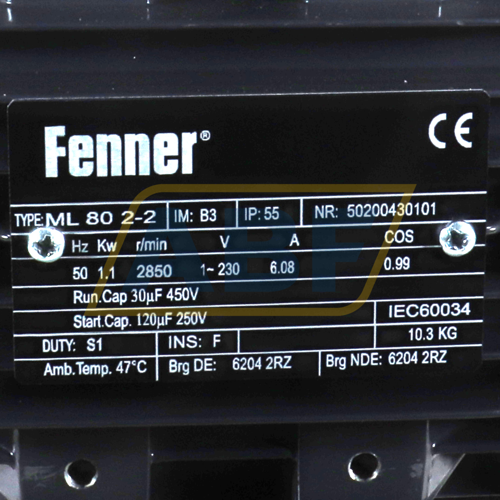 Fenner® CE
TYPE: ML 80 2-2 IM: B3 IP: 55 NR: 50200430101
Hz Kw r/min V A COS
50 1.1 2850 1~ 230 6.08 0.99
Run.Cap 30μF 450V
Start.Cap. 120μF 250V IEC60034
DUTY: S1 INS: F 10.3 KG
Amb.Temp. 47°C Brg DE: 6204 2RZ Brg NDE: 6204 2RZ
ABF